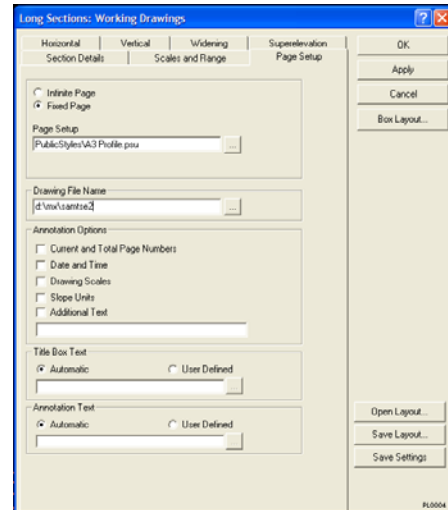 Long Sections: Working Drawings
Horizontal Vertical Widening Superelevation
Section Details Scales and Range Page Setup
OK
Apply
Cancel
Box Layout...
Infinite Page
Fixed Page
Page Setup
PublicStyles\A3 Profile.psu
...
Drawing File Name
d:\mx\samtse2
...
Annotation Options
Current and Total Page Numbers
Date and Time
Drawing Scales
Slope Units
Additional Text
Title Box Text
Automatic User Defined
...
Annotation Text
Automatic User Defined
...
Open Layout...
Save Layout...
Save Settings
PL0004